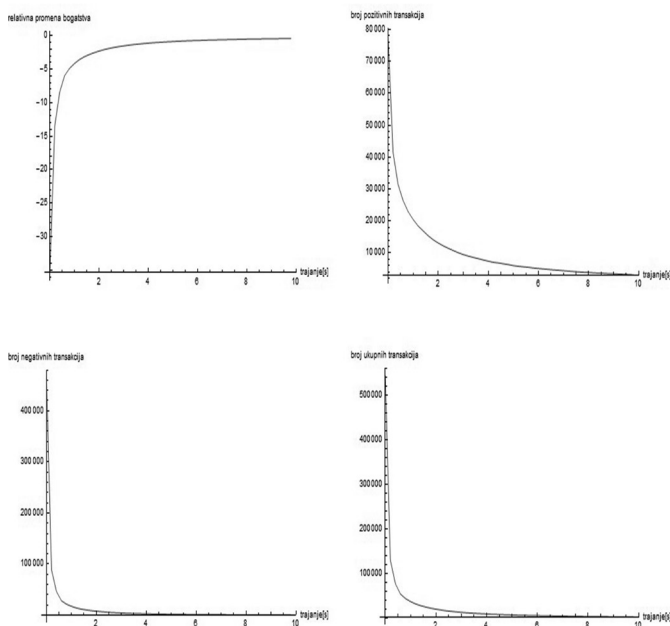 relativna promena bogatstva
0
-5
-10
-15
-20
-25
-30
2 4 6 8 10
trajanje[s]
broj pozitivnih transakcija
80 000
70 000
60 000
50 000
40 000
30 000
20 000
10 000
2 4 6 8 10
trajanje[s]
broj negativnih transakcija
400 000
300 000
200 000
100 000
2 4 6 8 10
trajanje[s]
broj ukupnih transakcija
500 000
400 000
300 000
200 000
100 000
2 4 6 8 10
trajanje[s]